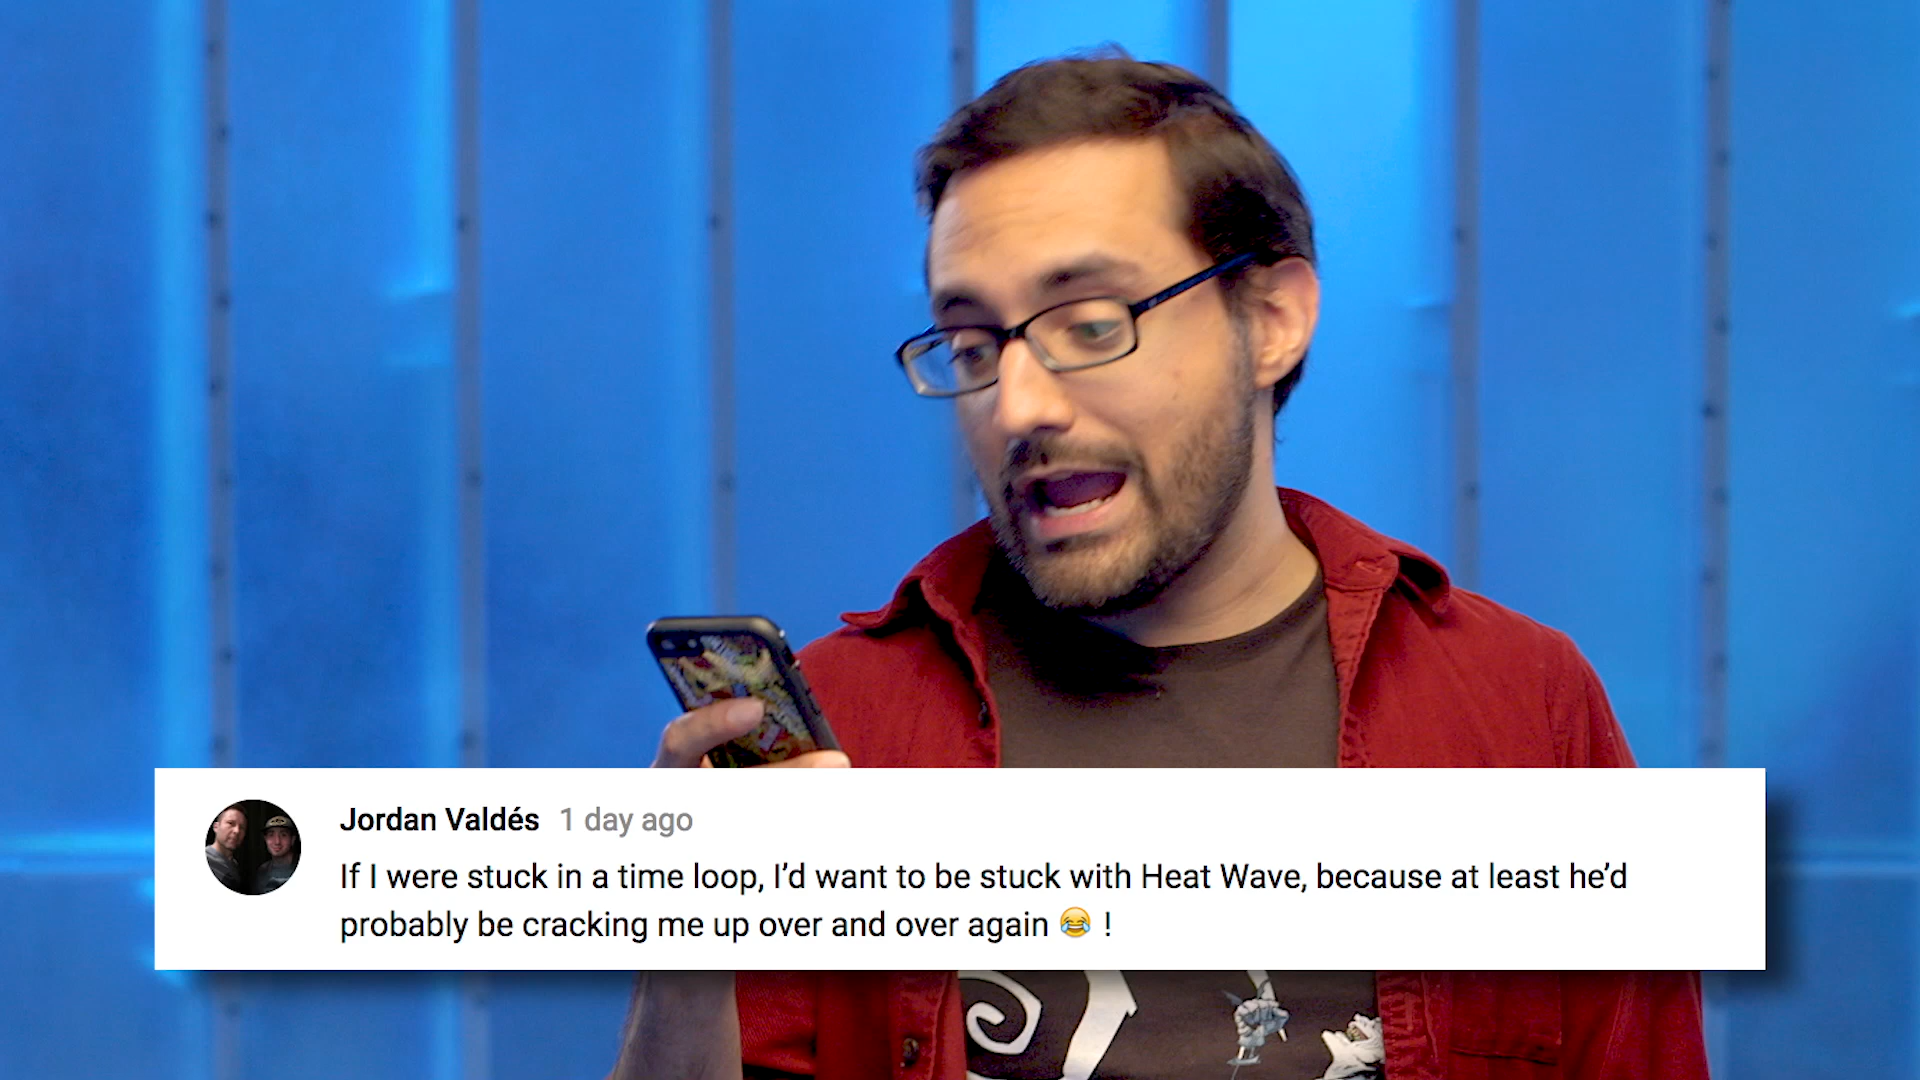 Jordan Valdés 1 day ago
If I were stuck in a time loop, I’d want to be stuck with Heat Wave, because at least he’d
probably be cracking me up over and over again 😂 !